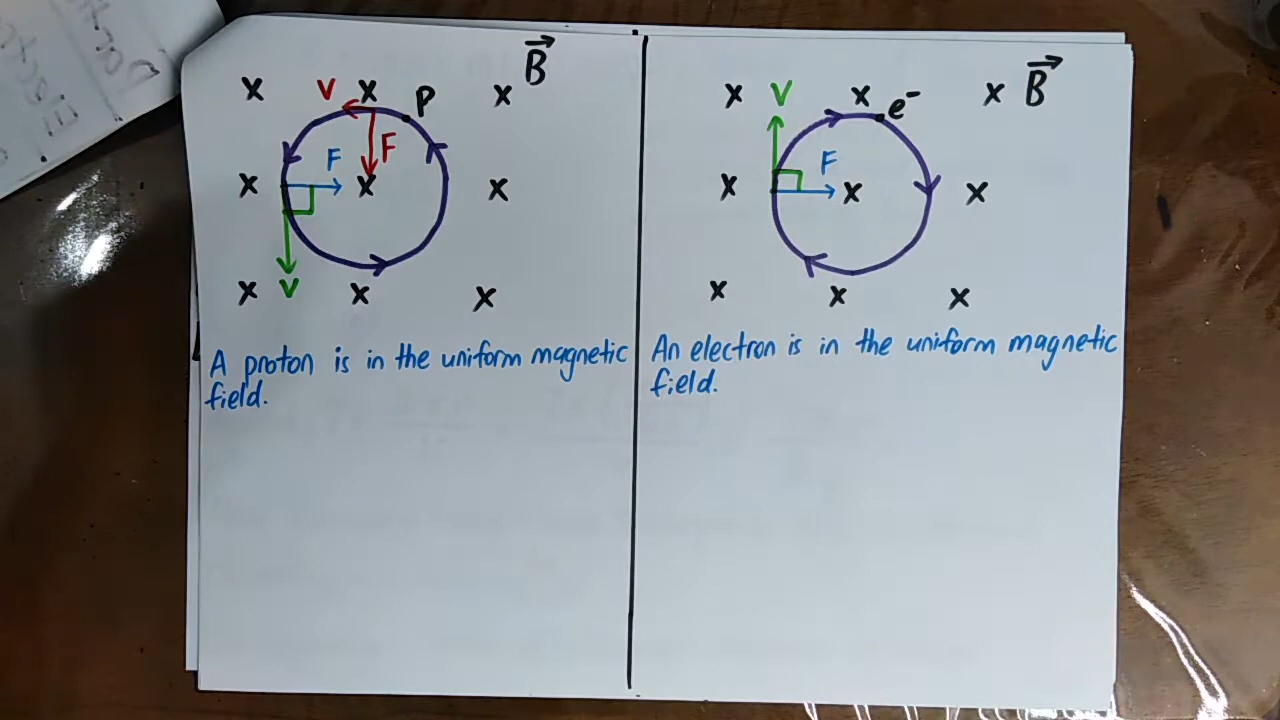 X V X P X B
F F
X X X
X V X X
A proton is in the uniform magnetic
field.
X V X e⁻ X B
F
X X X
X X X
An electron is in the uniform magnetic
field.